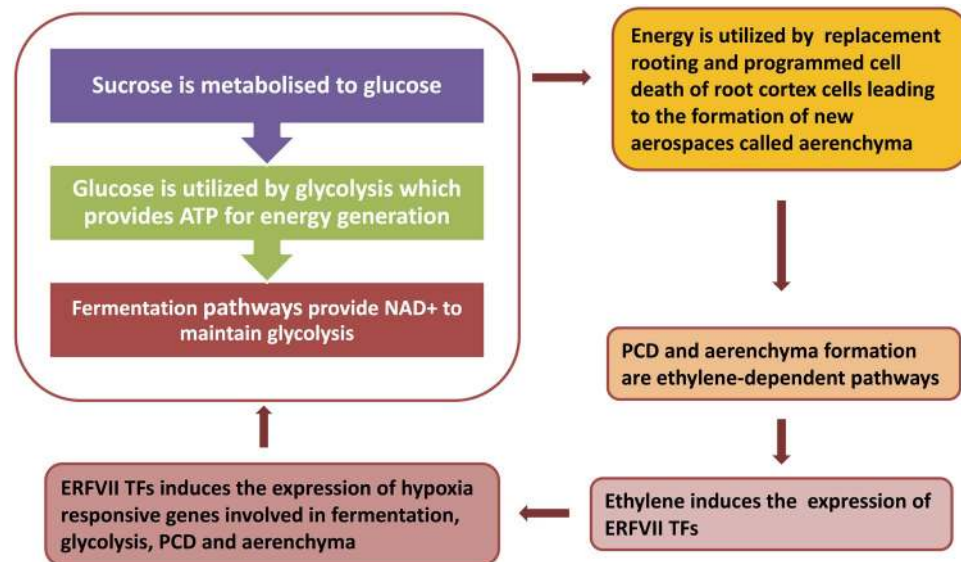 Sucrose is metabolised to glucose
Glucose is utilized by glycolysis which
provides ATP for energy generation
Fermentation pathways provide NAD+ to
maintain glycolysis
Energy is utilized by replacement
rooting and programmed cell
death of root cortex cells leading
to the formation of new
aerospaces called aerenchyma
PCD and aerenchyma formation
are ethylene-dependent pathways
Ethylene induces the expression of
ERFVII TFs
ERFVII TFs induces the expression of hypoxia
responsive genes involved in fermentation,
glycolysis, PCD and aerenchyma